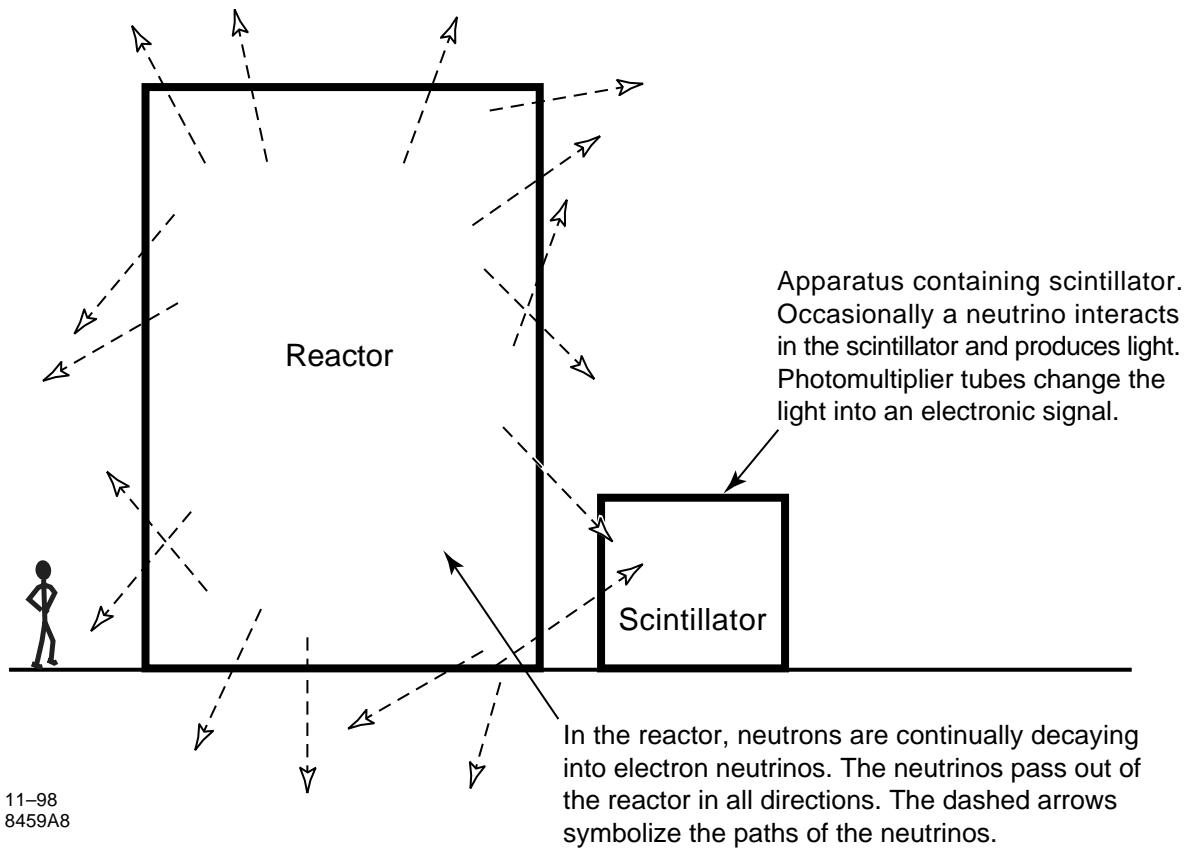 Apparatus containing scintillator.
Occasionally a neutrino interacts
in the scintillator and produces light.
Photomultiplier tubes change the
light into an electronic signal.
Reactor
Scintillator
In the reactor, neutrons are continually decaying
into electron neutrinos. The neutrinos pass out of
the reactor in all directions. The dashed arrows
symbolize the paths of the neutrinos.
11–98
8459A8